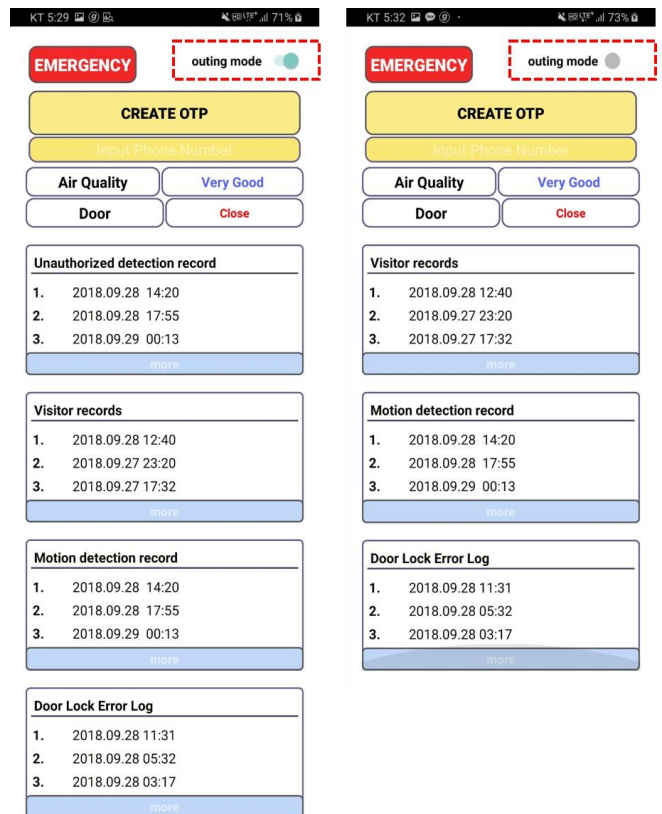 KT 5:29 71%
EMERGENCY outing mode
CREATE OTP
Input Phone Number
Air Quality Very Good
Door Close
Unauthorized detection record
1. 2018.09.28 14:20
2. 2018.09.28 17:55
3. 2018.09.29 00:13
more
Visitor records
1. 2018.09.28 12:40
2. 2018.09.27 23:20
3. 2018.09.27 17:32
more
Motion detection record
1. 2018.09.28 14:20
2. 2018.09.28 17:55
3. 2018.09.29 00:13
more
Door Lock Error Log
1. 2018.09.28 11:31
2. 2018.09.28 05:32
3. 2018.09.28 03:17
more
KT 5:32 73%
EMERGENCY outing mode
CREATE OTP
Input Phone Number
Air Quality Very Good
Door Close
Visitor records
1. 2018.09.28 12:40
2. 2018.09.27 23:20
3. 2018.09.27 17:32
more
Motion detection record
1. 2018.09.28 14:20
2. 2018.09.28 17:55
3. 2018.09.29 00:13
more
Door Lock Error Log
1. 2018.09.28 11:31
2. 2018.09.28 05:32
3. 2018.09.28 03:17
more